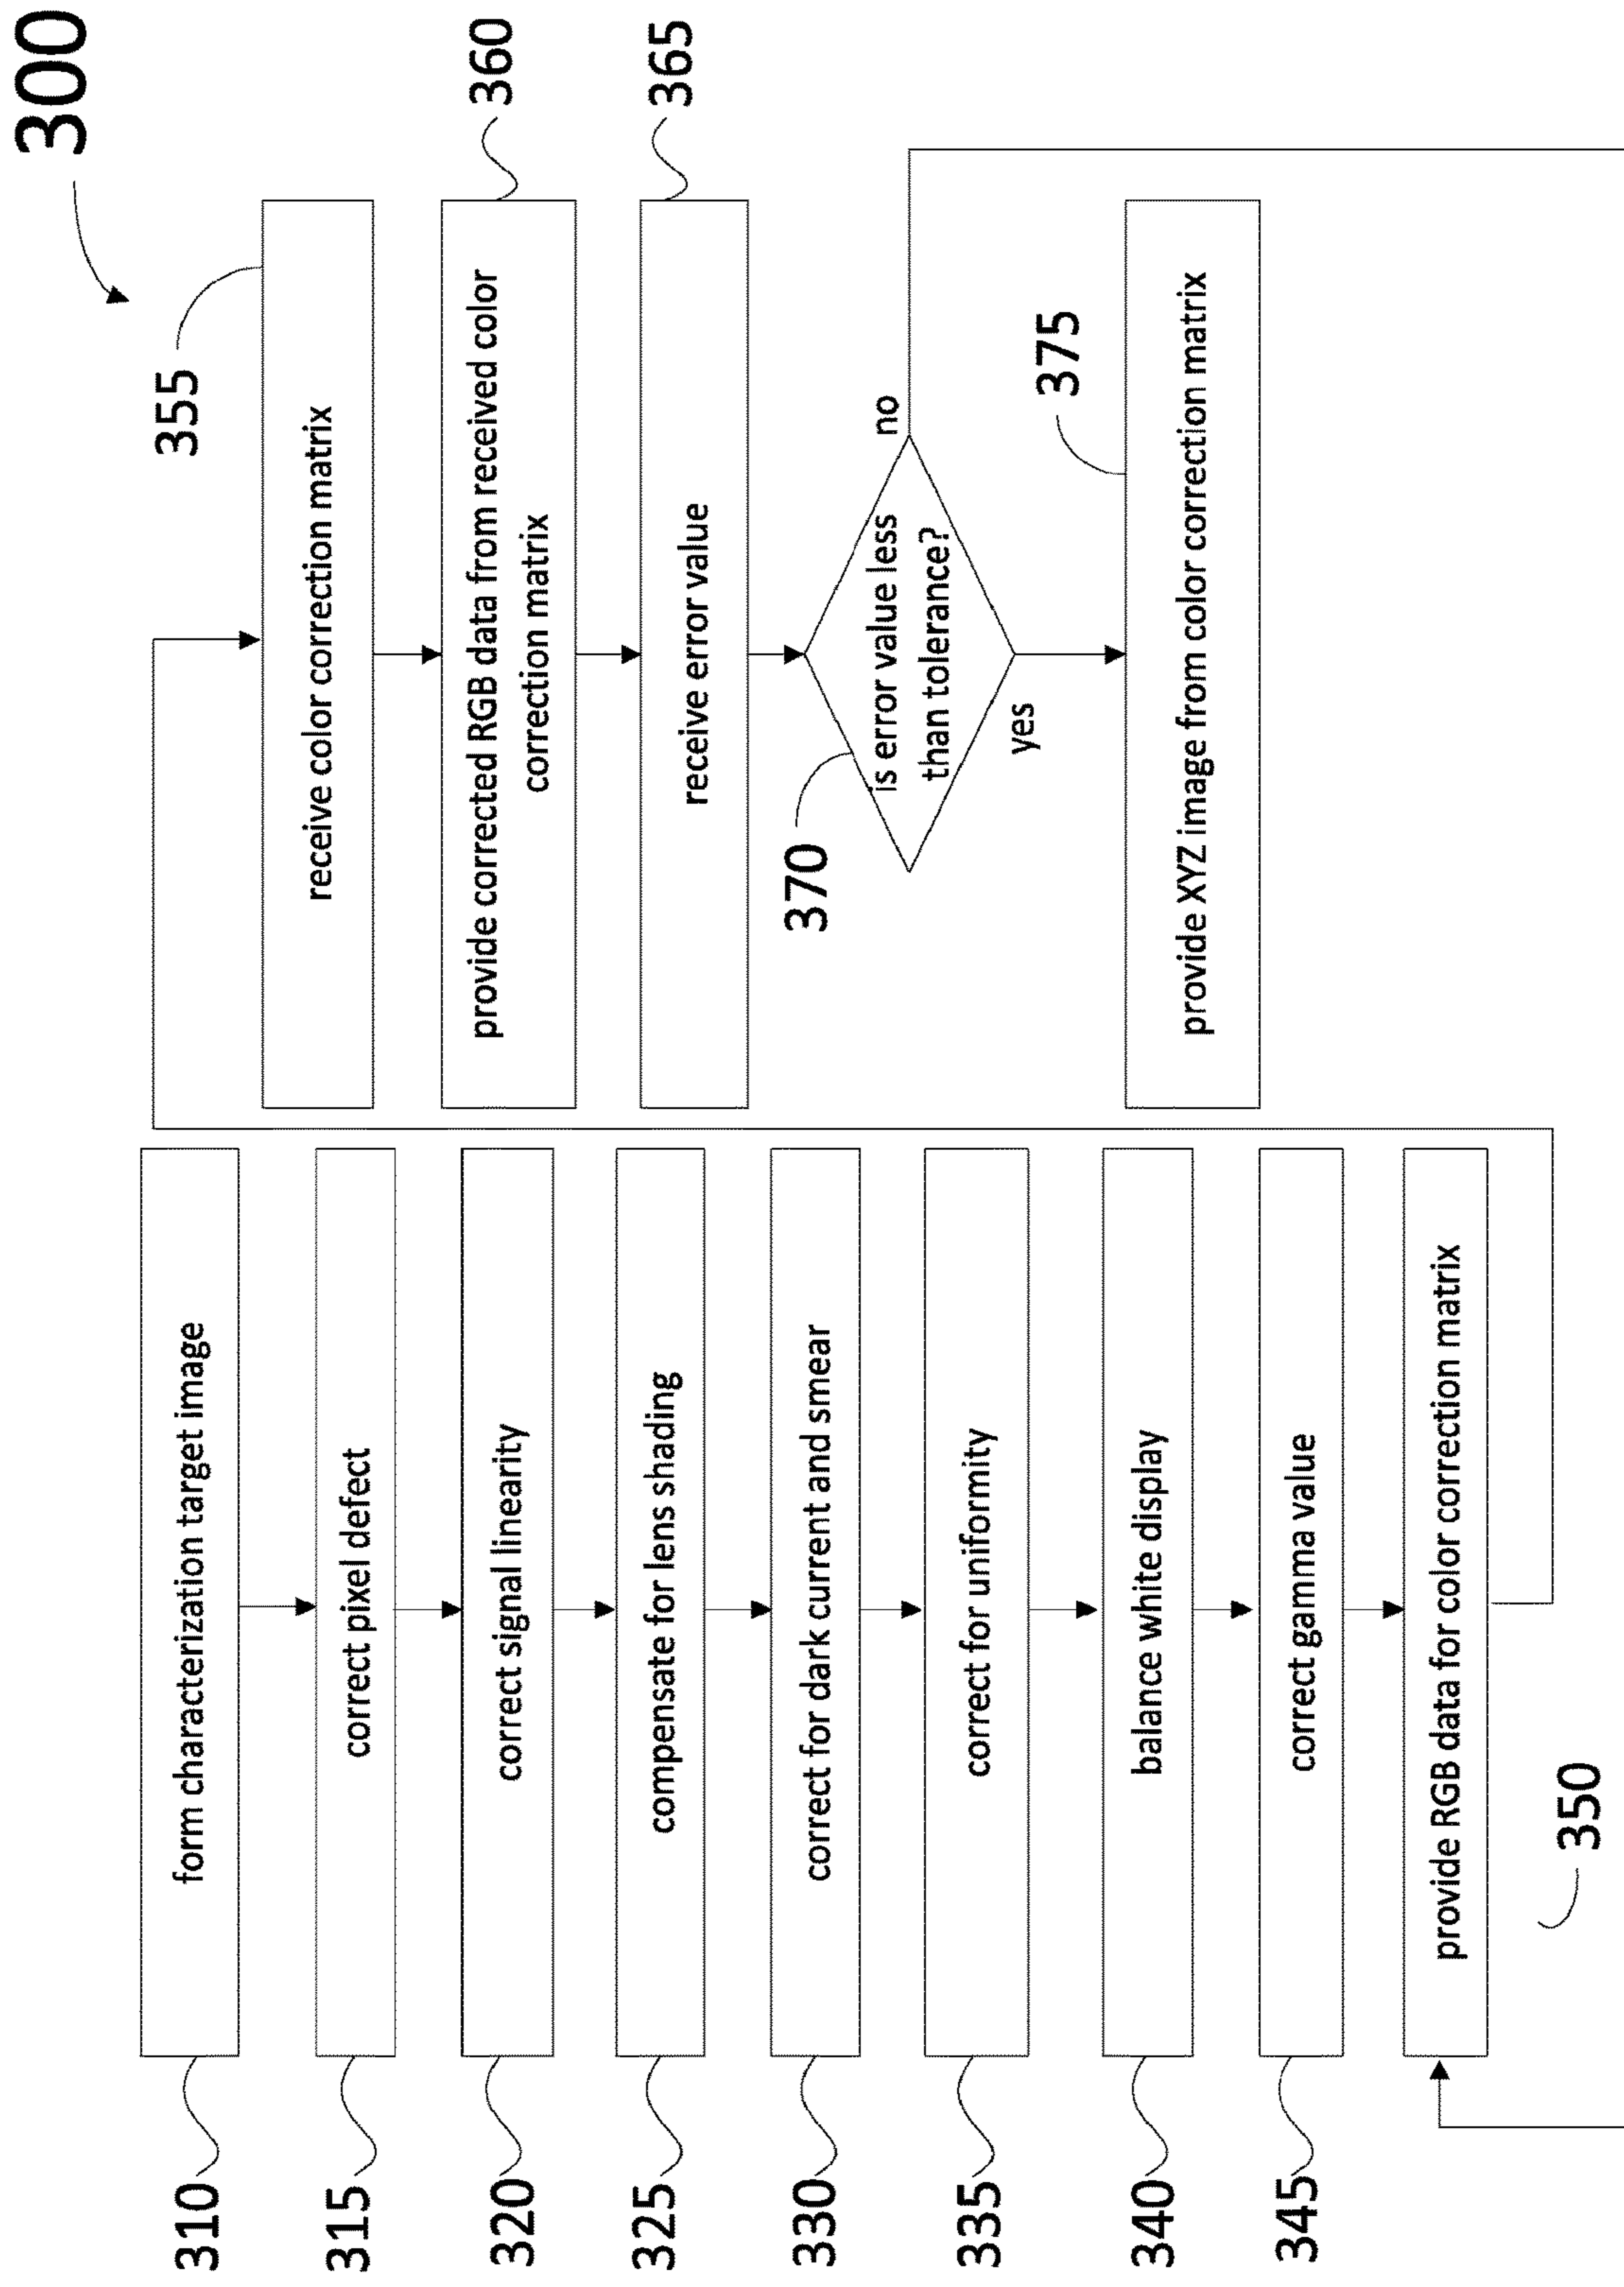 300
310
form characterization target image
315
correct pixel defect
320
correct signal linearity
325
compensate for lens shading
330
correct for dark current and smear
335
correct for uniformity
340
balance white display
345
correct gamma value
provide RGB data for color correction matrix
350
355
receive color correction matrix
360
provide corrected RGB data from received color
correction matrix
365
receive error value
370
is error value less
than tolerance?
no
yes
375
provide XYZ image from color correction matrix